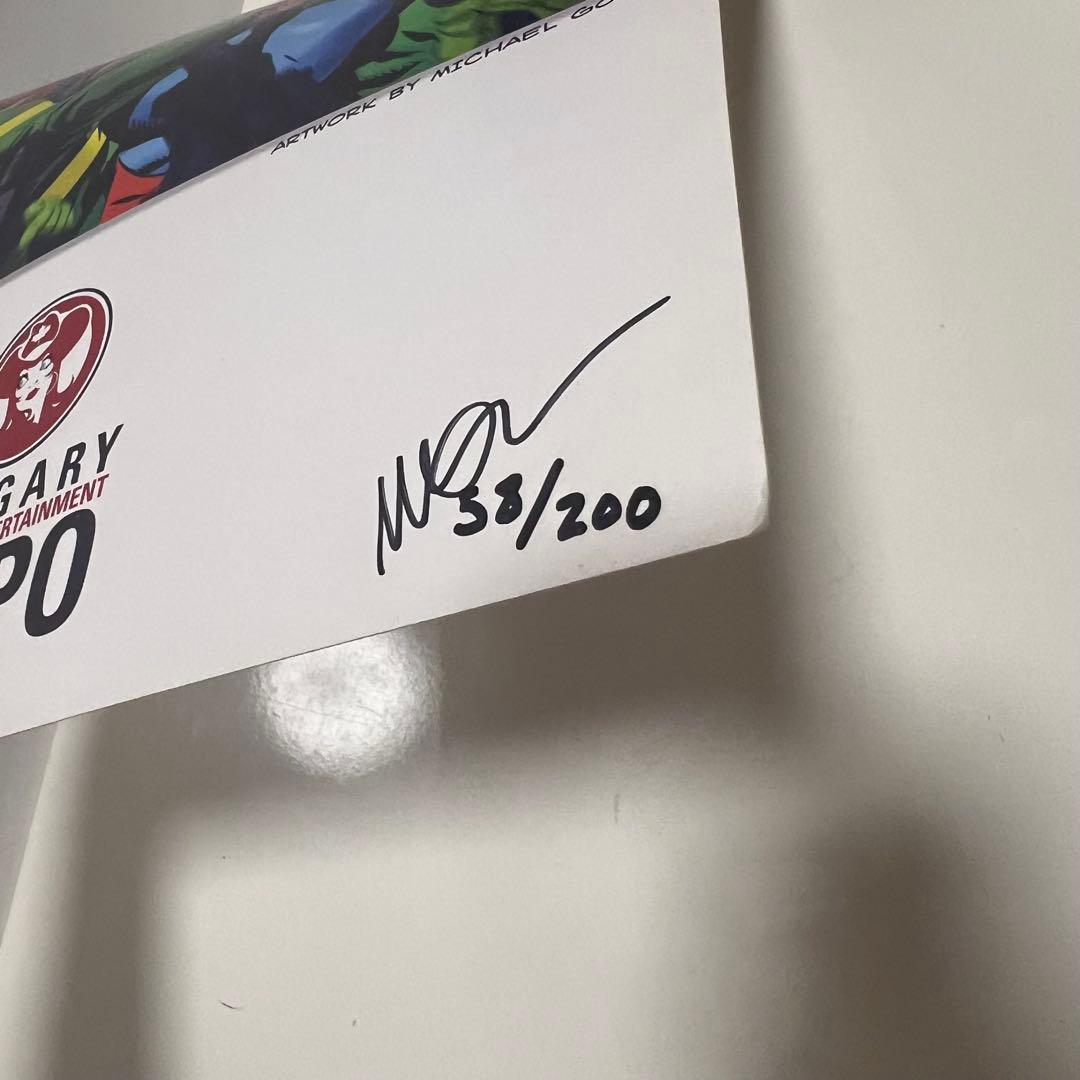 ARTWORK BY MICHAEL GO
GARY
ERTAINMENT
PO
58/200